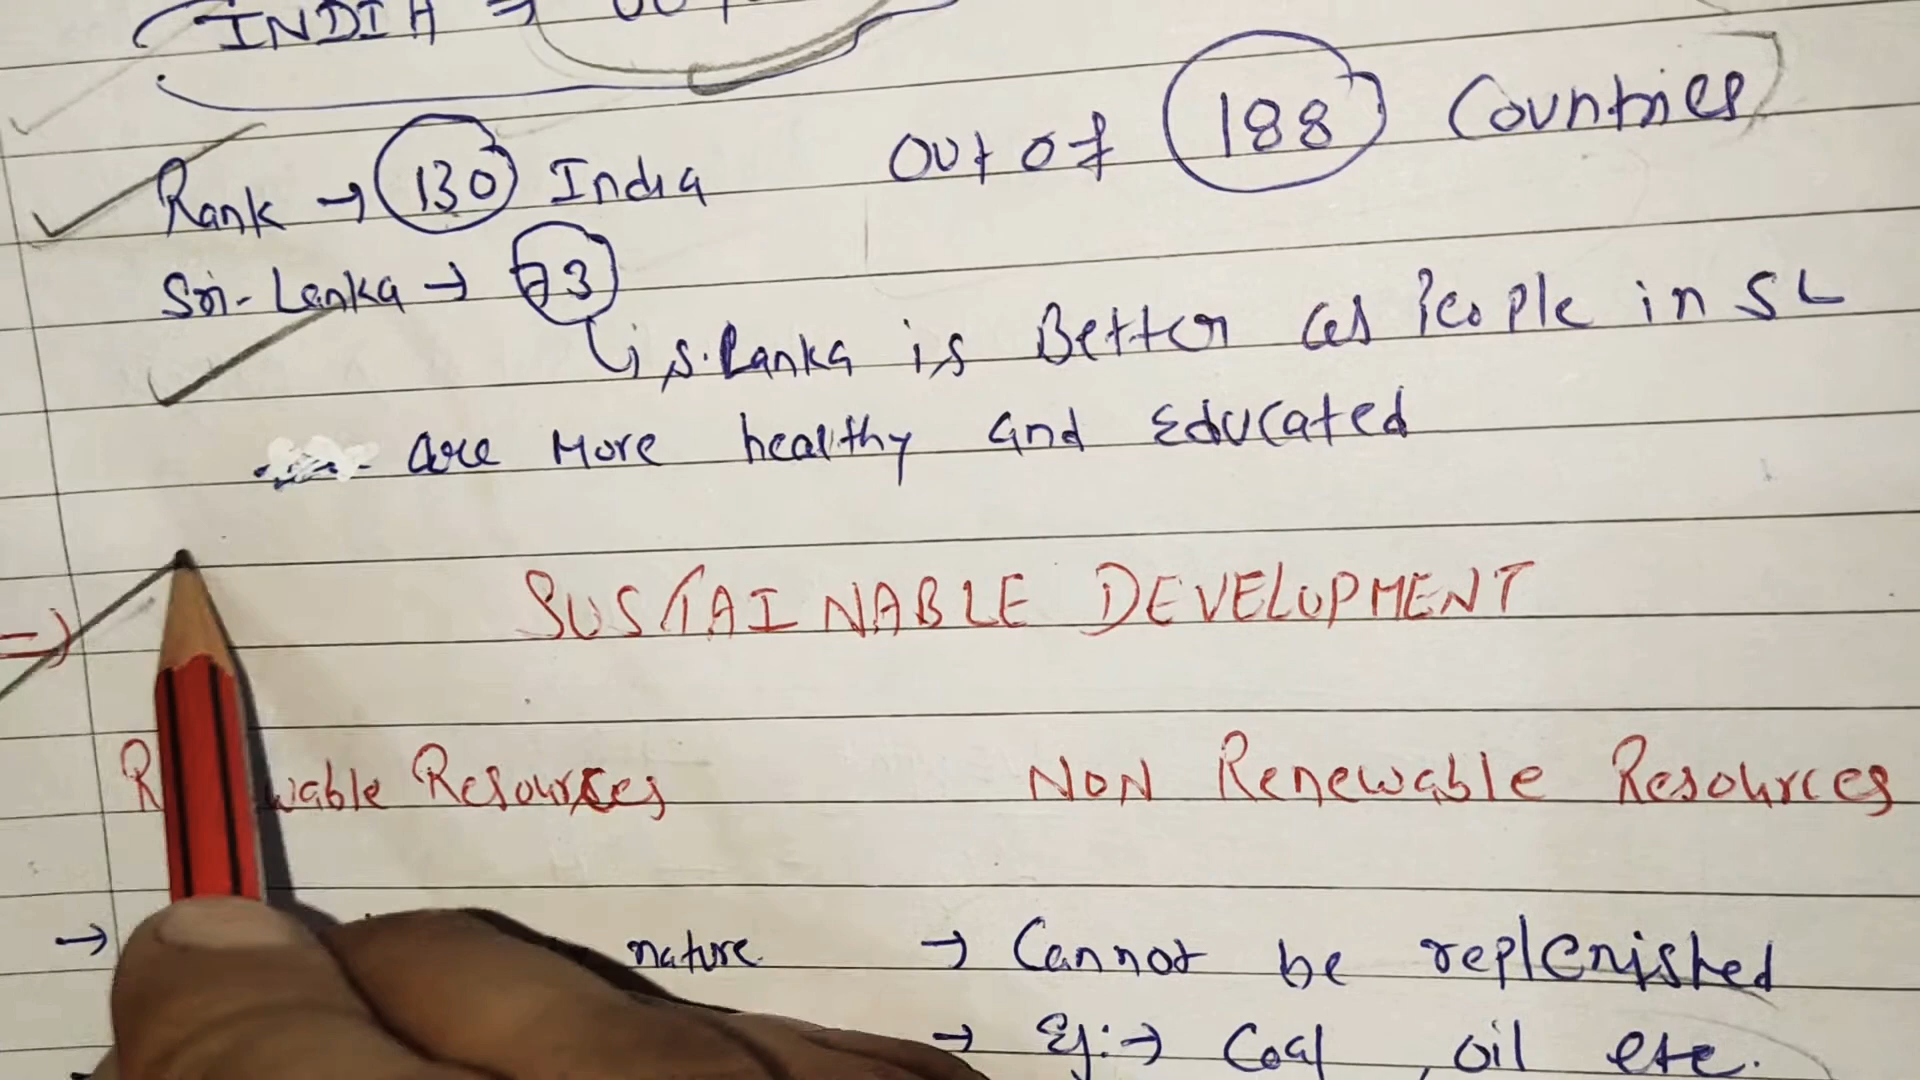 INDIA →
Rank → 130 India out of 188 Countries
Sri-Lanka → 73
↳ S.Lanka is Better as People in SL
are More healthy and Educated
⇒ SUSTAINABLE DEVELOPMENT
Resources NON Renewable Resources
→ nature → Cannot be replenished
→ Eg:→ Coal, oil etc.